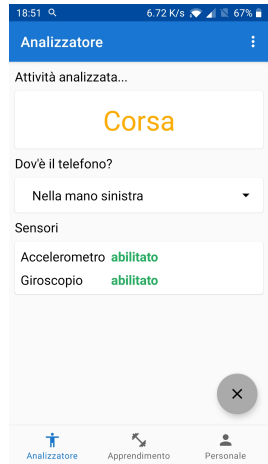 18:51 6.72 K/s 67%
Analizzatore
Attività analizzata...
Corsa
Dov'è il telefono?
Nella mano sinistra
Sensori
Accelerometro abilitato
Giroscopio abilitato
Analizzatore Apprendimento Personale